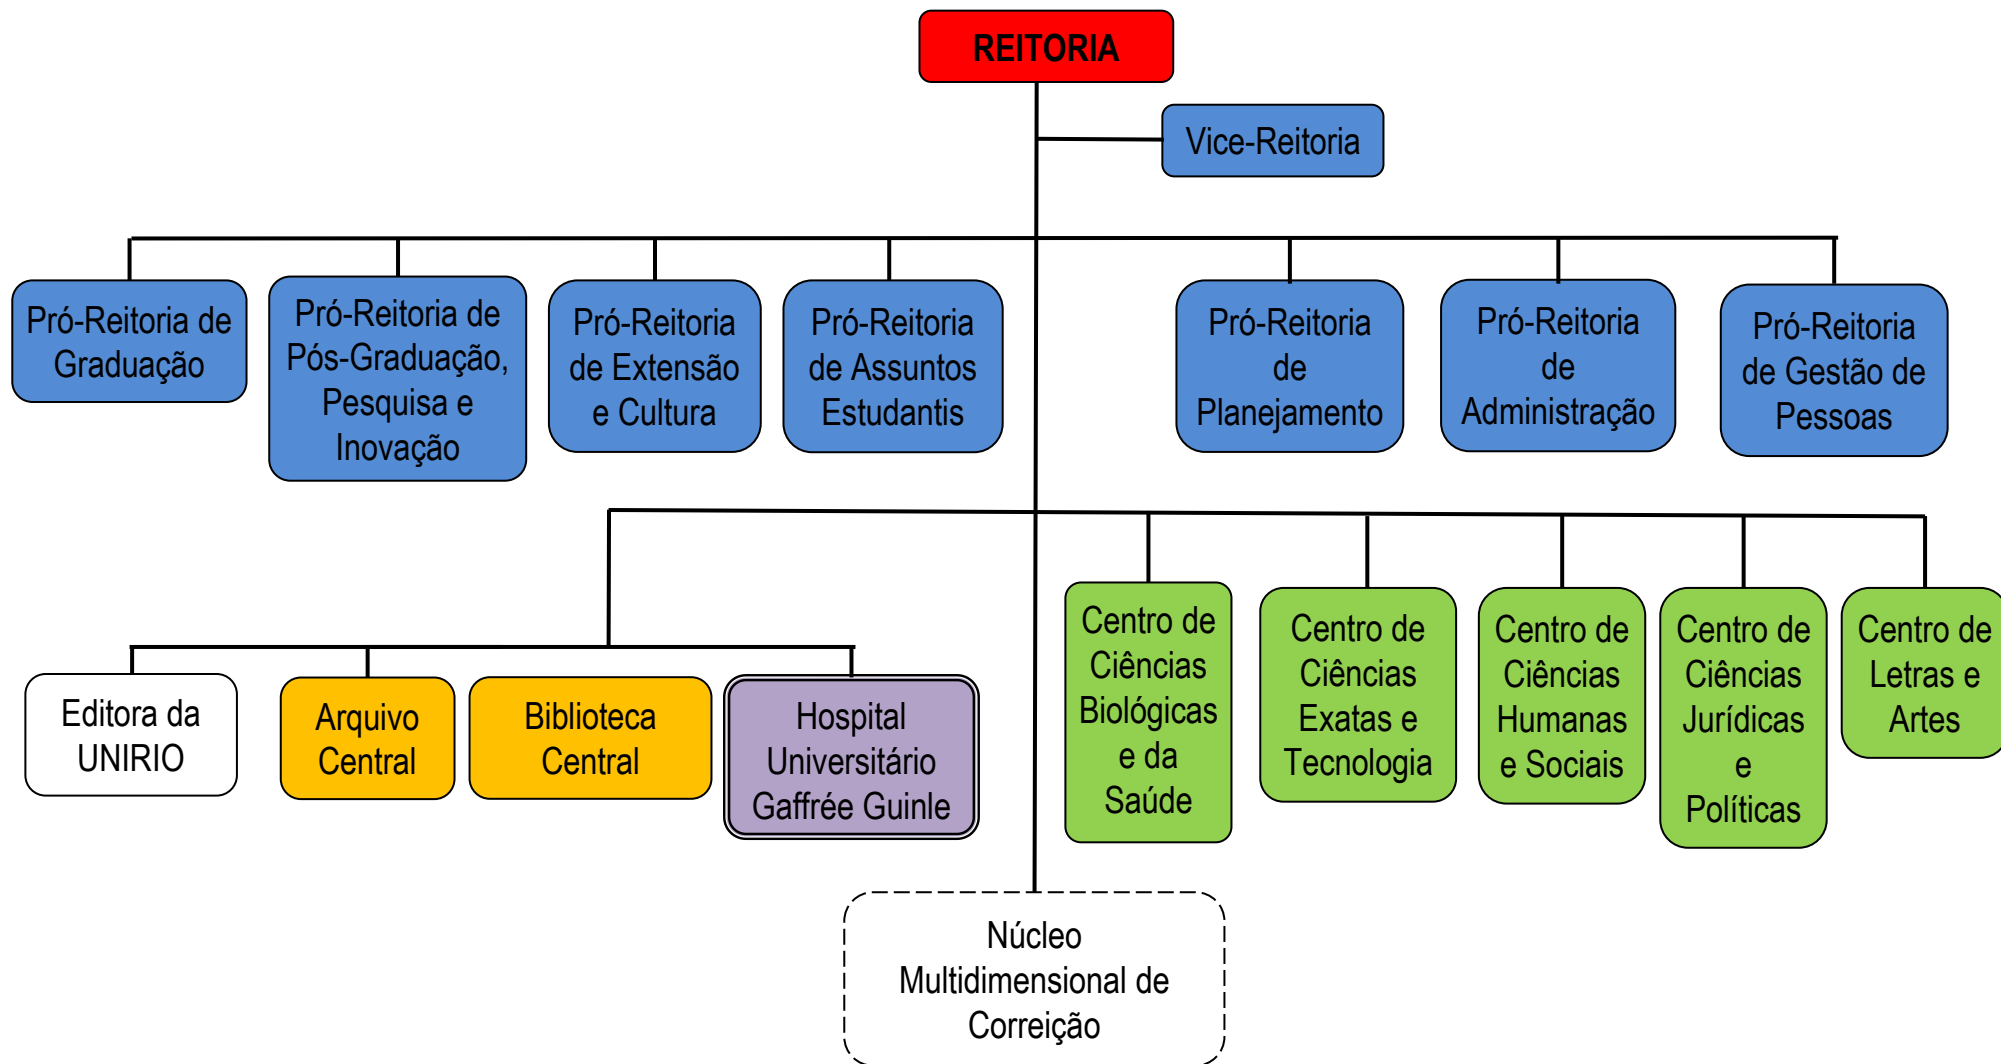 REITORIA
Vice-Reitoria
Pró-Reitoria de
Graduação
Pró-Reitoria de
Pós-Graduação,
Pesquisa e
Inovação
Pró-Reitoria
de Extensão
e Cultura
Pró-Reitoria
de Assuntos
Estudantis
Pró-Reitoria
de
Planejamento
Pró-Reitoria
de
Administração
Pró-Reitoria
de Gestão de
Pessoas
Editora da
UNIRIO
Arquivo
Central
Biblioteca
Central
Hospital
Universitário
Gaffrée Guinle
Centro de
Ciências
Biológicas
e da
Saúde
Centro de
Ciências
Exatas e
Tecnologia
Centro de
Ciências
Humanas
e Sociais
Centro de
Ciências
Jurídicas
e
Políticas
Centro de
Letras e
Artes
Núcleo
Multidimensional de
Correição